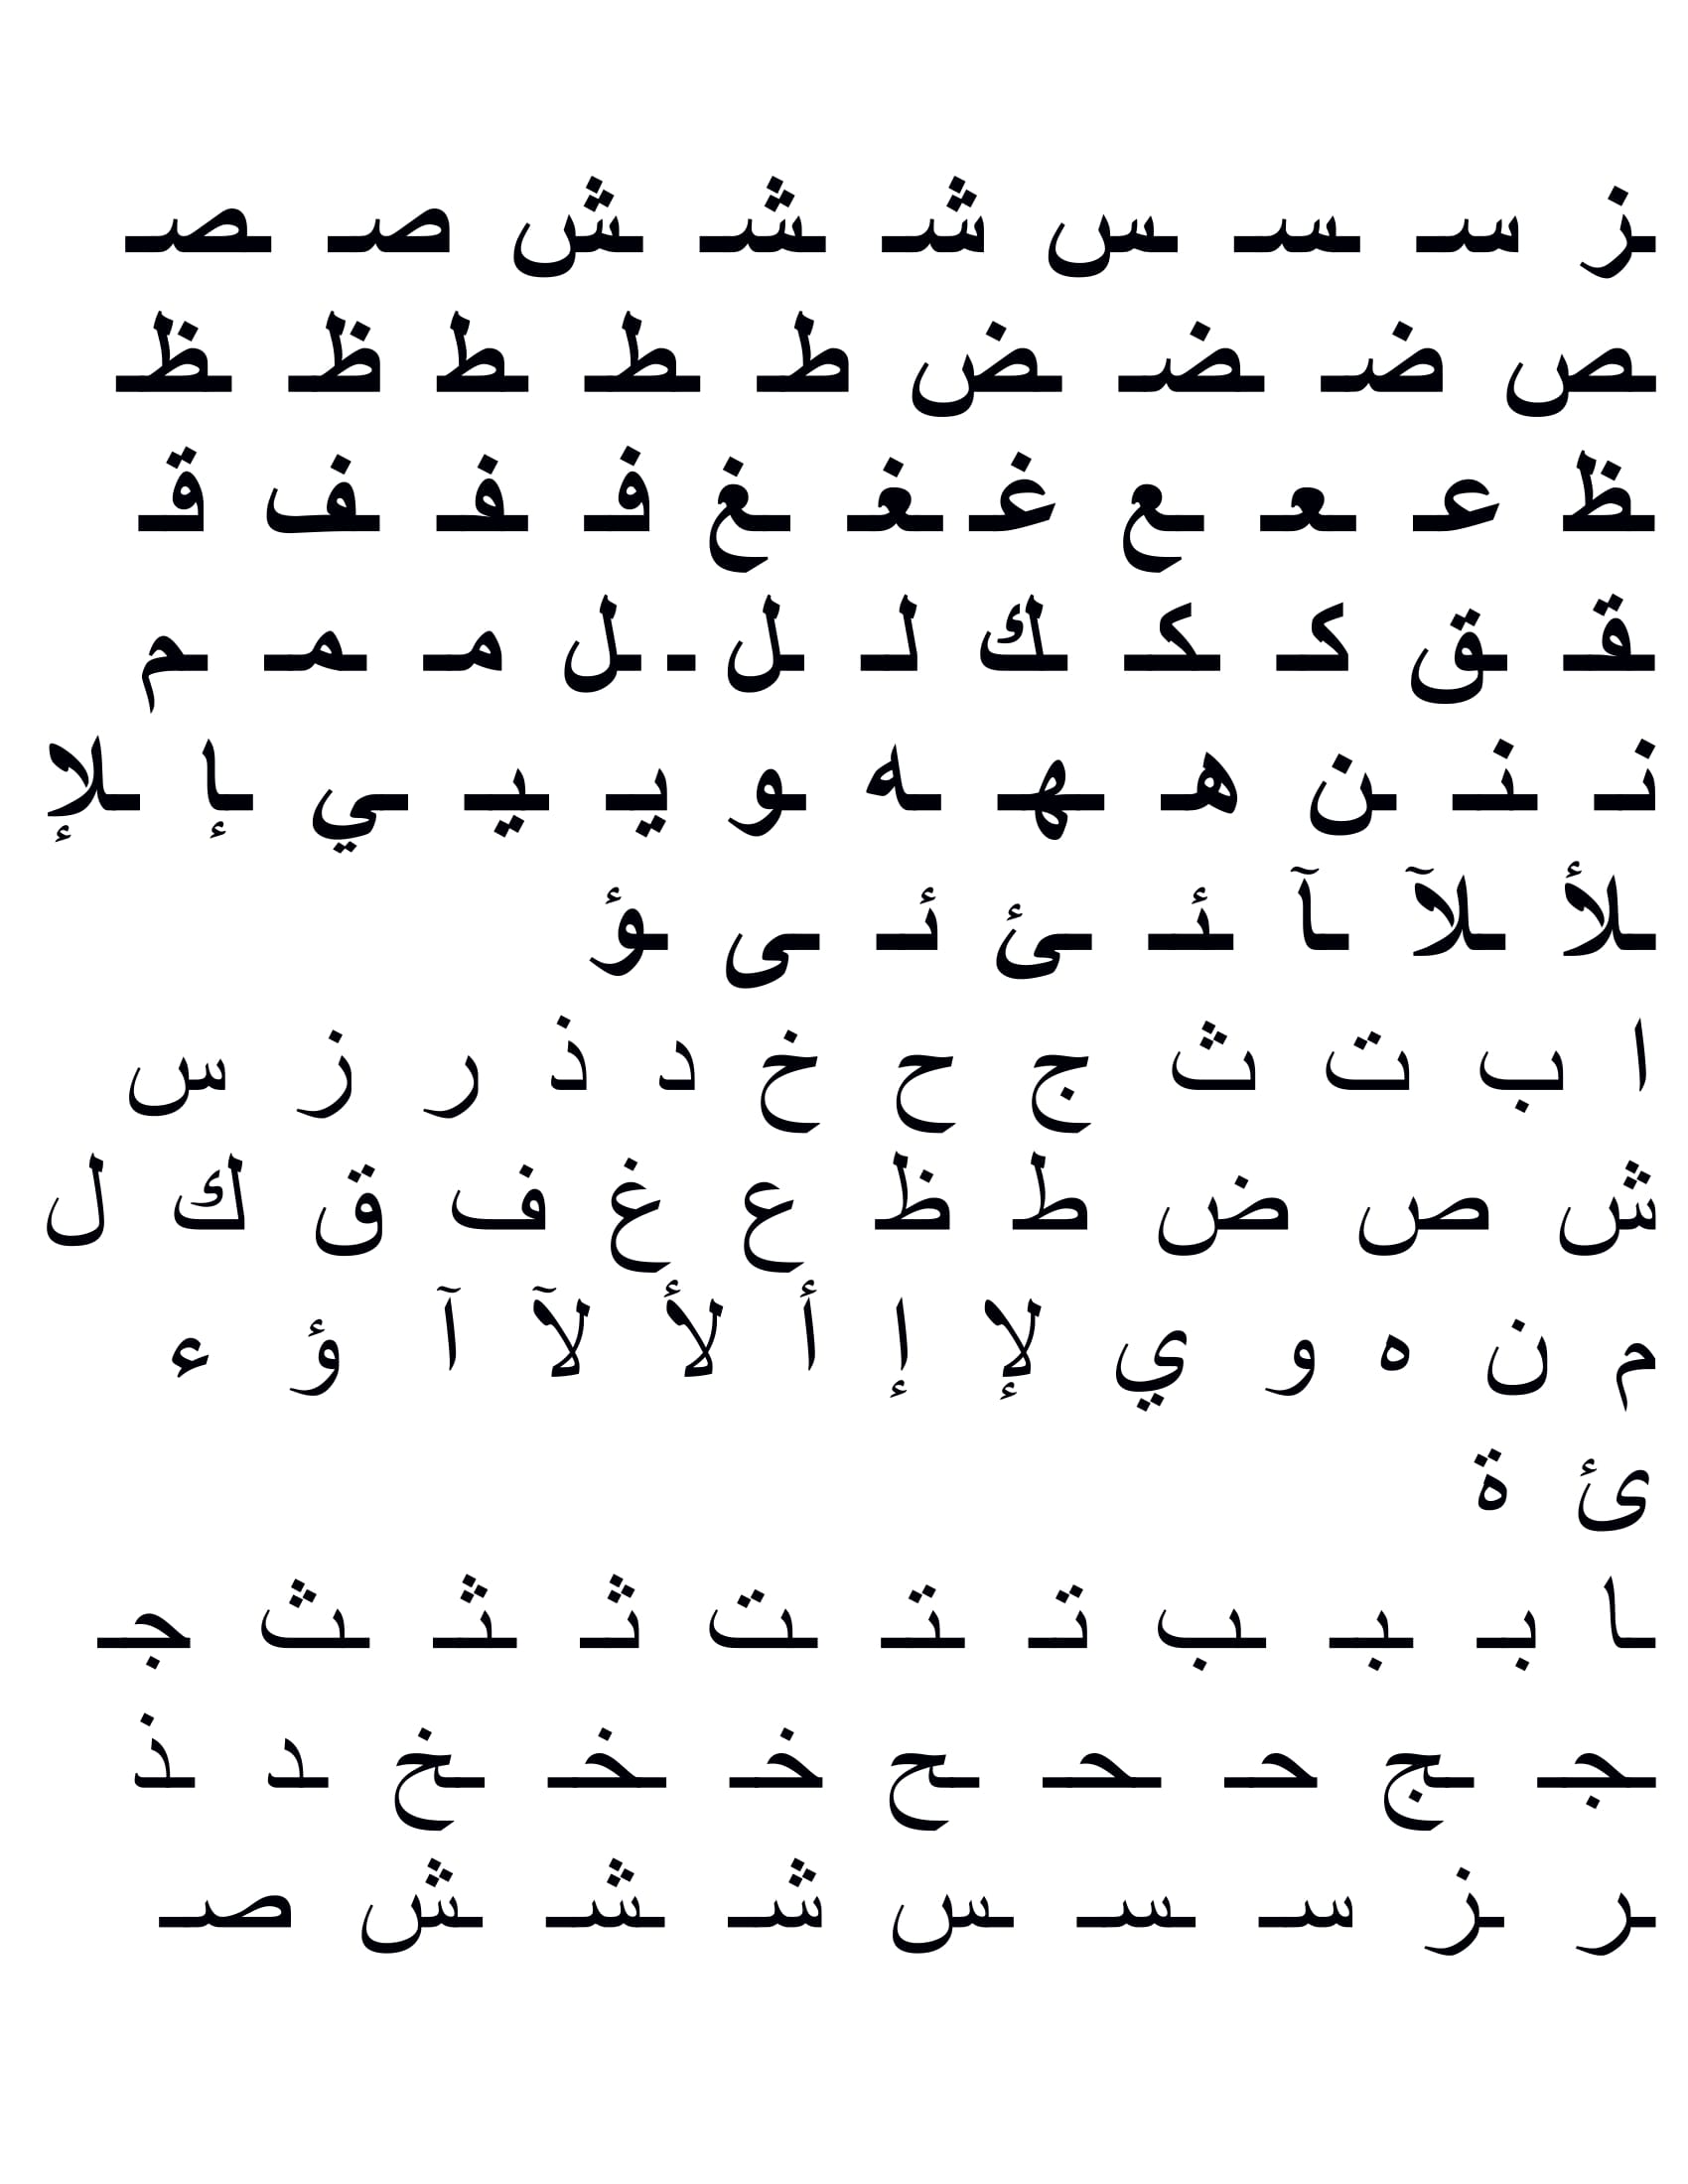 ـز سـ ـسـ ـس شـ ـشـ ـش صـ ـصـ
ـص ضـ ـضـ ـض طـ ـطـ ـط ظـ ـظـ
ـظ عـ ـعـ ـع غـ ـغـ ـغ فـ ـفـ ـف قـ
ـقـ ـق كـ ـكـ ـك لـ ـل ـ ـل مـ ـمـ ـم
نـ ـنـ ـن هـ ـهـ ـه ـو يـ ـيـ ـي ـإ ـلإ
ـلأ ـلآ ـآ ـئـ ـئ ئـ ـى ـؤ
ا ب ت ث ج ح خ د ذ ر ز س
ش ص ض ط ظ ع غ ف ق ك ل
م ن ه و ي لإ إ أ لأ لآ آ ؤ ء
ئ ة
ـا بـ ـبـ ـب تـ ـتـ ـت ثـ ـثـ ـث جـ
ـجـ ـج حـ ـحـ ـح خـ ـخـ ـخ ـد ـذ
ـر ـز سـ ـسـ ـس شـ ـشـ ـش صـ